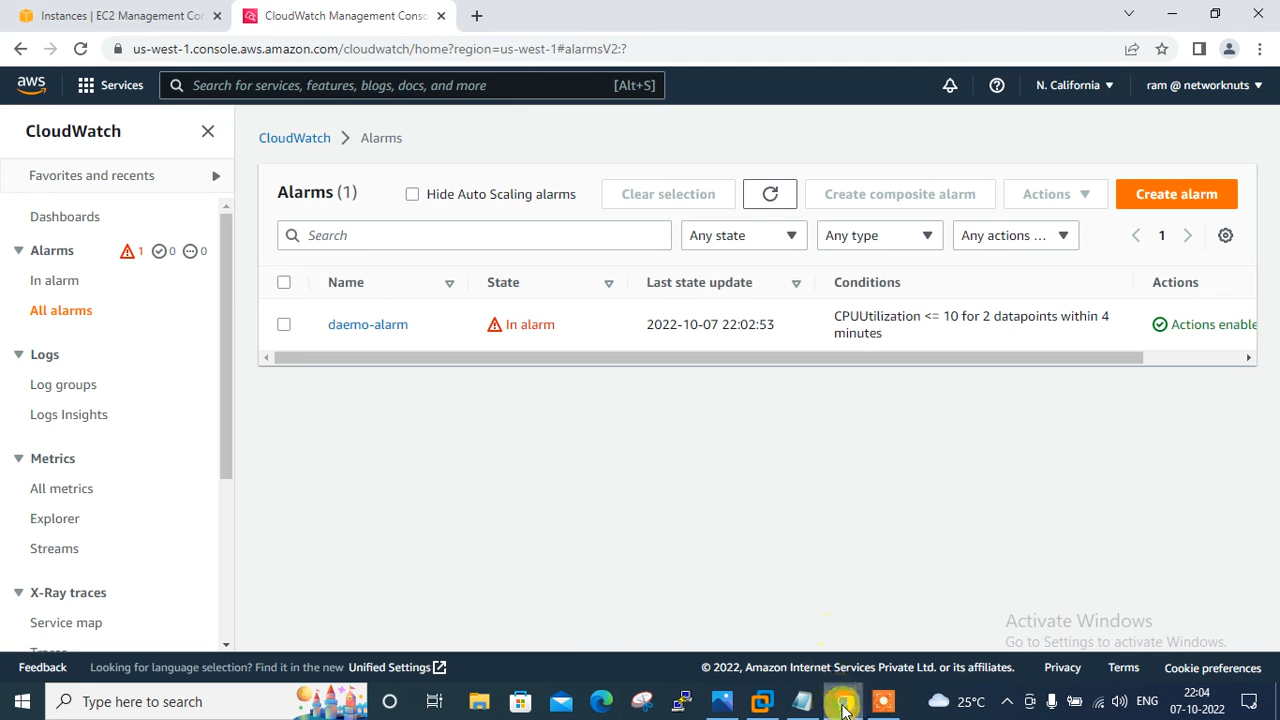 Instances | EC2 Management Con
CloudWatch Management Conso
us-west-1.console.aws.amazon.com/cloudwatch/home?region=us-west-1#alarmsV2:?
aws
Services
Search for services, features, blogs, docs, and more
[Alt+S]
N. California
ram @ networknuts
CloudWatch
Favorites and recents
Dashboards
Alarms 1 0 0
In alarm
All alarms
Logs
Log groups
Logs Insights
Metrics
All metrics
Explorer
Streams
X-Ray traces
Service map
CloudWatch
Alarms
Alarms (1)
Hide Auto Scaling alarms
Clear selection
Create composite alarm
Actions
Create alarm
Search
Any state
Any type
Any actions ...
1
Name
State
Last state update
Conditions
Actions
daemo-alarm
In alarm
2022-10-07 22:02:53
CPUUtilization <= 10 for 2 datapoints within 4
minutes
Actions enable
Activate Windows
Go to Settings to activate Windows.
Feedback
Looking for language selection? Find it in the new Unified Settings
© 2022, Amazon Internet Services Private Ltd. or its affiliates.
Privacy
Terms
Cookie preferences
Type here to search
25°C
ENG
22:04
07-10-2022